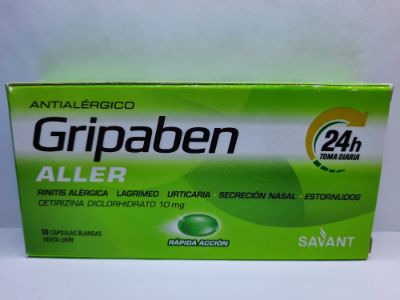 ANTIALÉRGICO
Gripaben
ALLER
24h
TOMA DIARIA
RINITIS ALÉRGICA · LAGRIMEO · URTICARIA · SECRECIÓN NASAL · ESTORNUDOS
CETIRIZINA DICLORHIDRATO 10 mg
10 CÁPSULAS BLANDAS
VENTA LIBRE
RÁPIDA ACCIÓN
SAVANT